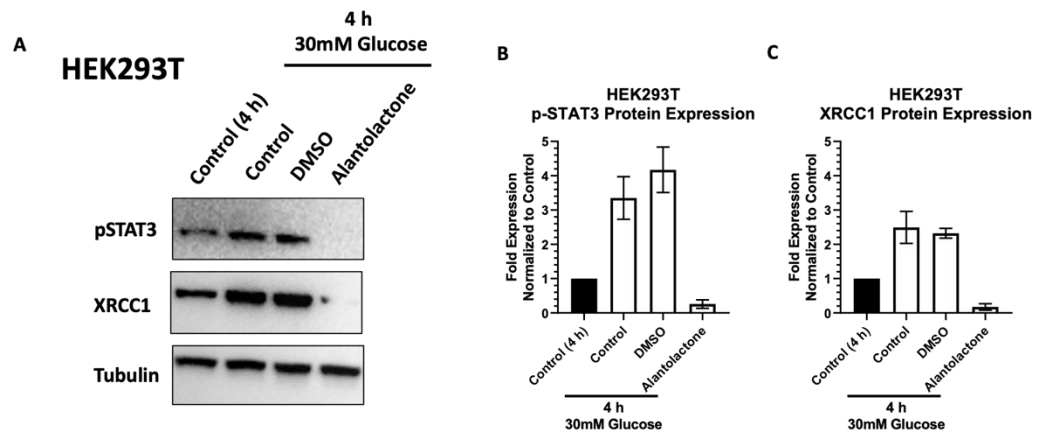 A
HEK293T
4 h
30mM Glucose
Control (4 h)
Control
DMSO
Alantolactone
pSTAT3
XRCC1
Tubulin
B
HEK293T
p-STAT3 Protein Expression
Fold Expression
Normalized to Control
5
4
3
2
1
0
Control (4 h)
Control
DMSO
Alantolactone
4 h
30mM Glucose
C
HEK293T
XRCC1 Protein Expression
Fold Expression
Normalized to Control
5
4
3
2
1
0
Control (4 h)
Control
DMSO
Alantolactone
4 h
30mM Glucose